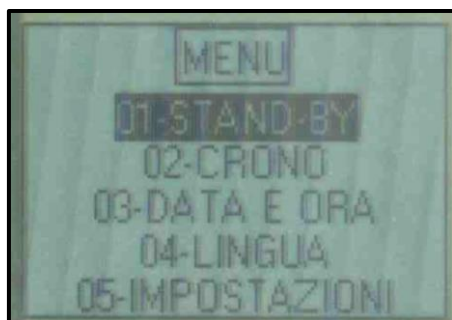 MENU
01-STAND-BY
02-CRONO
03-DATA E ORA
04-LINGUA
05-IMPOSTAZIONI